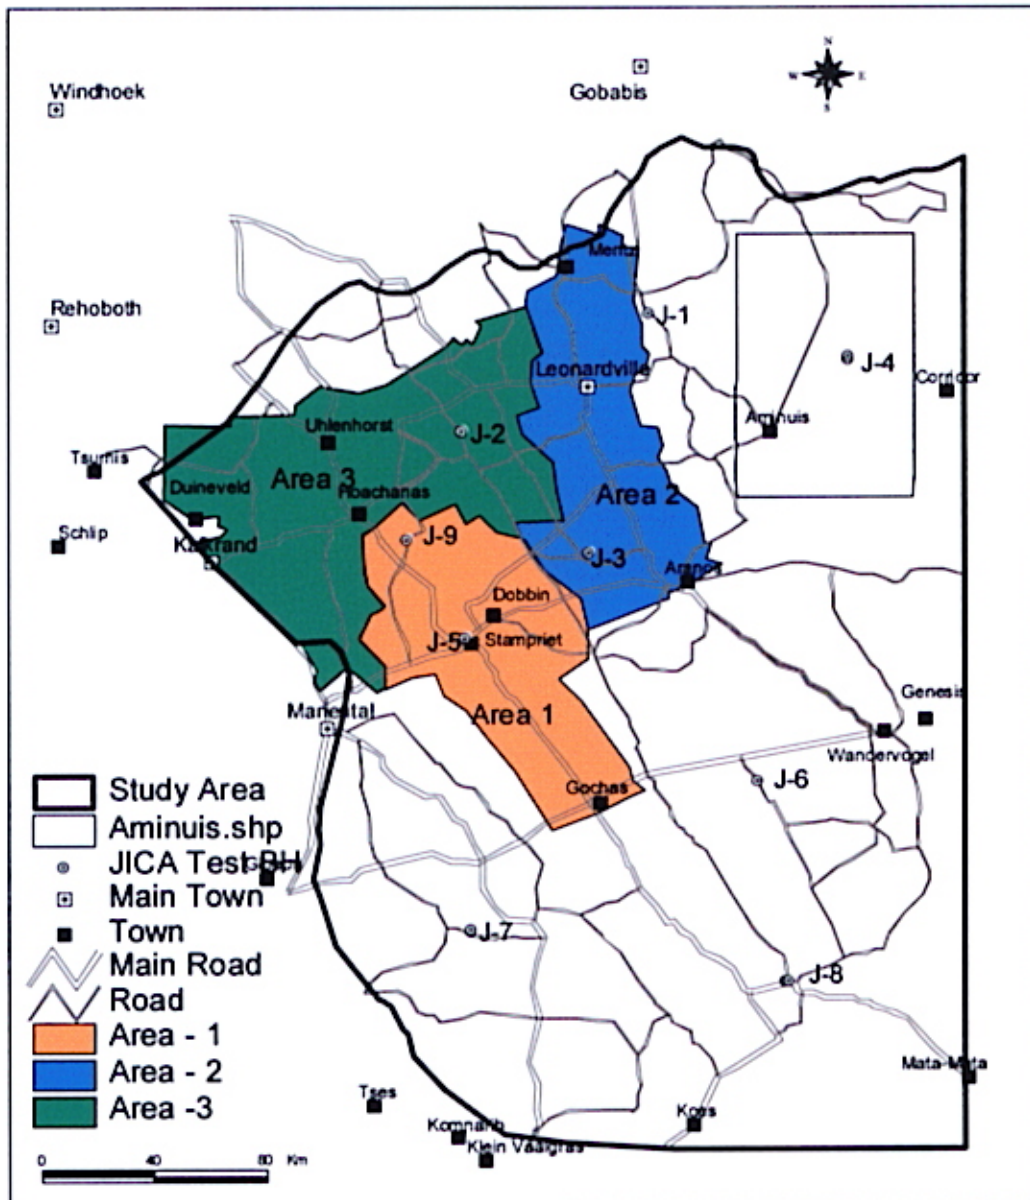 N
W E
S
Windhoek
Gobabis
Rehoboth
J-1
Leonardville
J-4
Corridor
Aminuis
Uhlenhorst
J-2
Tsumis
Area 3
Duineveld
Hoachanas
Area 2
Schlip
Kalkrand
J-9
J-3
Aranos
Dobbin
J-5
Stampriet
Genesis
Mariental
Area 1
Wandervogel
J-6
Gochas
Study Area
Aminuis.shp
JICA Test BH
Main Town
Town
J-7
Main Road
J-8
Road
Area - 1
Area - 2
Mata-Mata
Area -3
Tses
Koes
Klein Vaalgras
0 40 80 Km